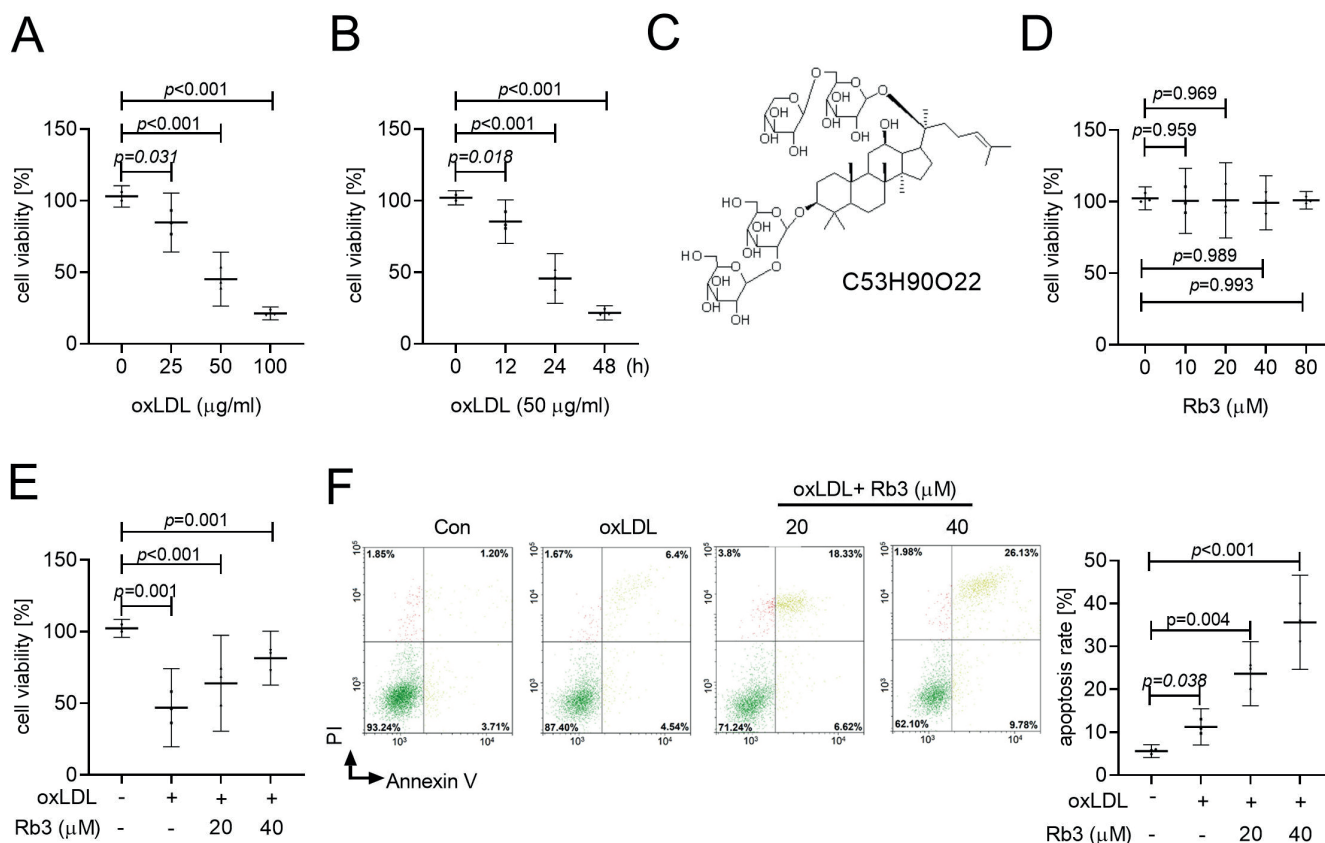 A
p<0.001
p<0.001
p=0.031
150
100
50
0
cell viability [%]
0 25 50 100
oxLDL (μg/ml)
B
p<0.001
p<0.001
p=0.018
150
100
50
0
cell viability [%]
0 12 24 48 (h)
oxLDL (50 μg/ml)
C
C53H90O22
D
p=0.969
p=0.959
150
100
50
0
cell viability [%]
p=0.989
p=0.993
0 10 20 40 80
Rb3 (μM)
E
p=0.001
p<0.001
p=0.001
150
100
50
0
cell viability [%]
oxLDL - + + +
Rb3 (μM) - - 20 40
F
oxLDL+ Rb3 (μM)
Con oxLDL 20 40
1.85% 1.20%
93.24% 3.71%
1.67% 6.4%
87.40% 4.54%
3.8% 18.33%
71.24% 6.62%
1.98% 26.13%
62.10% 9.78%
PI
Annexin V
p<0.001
p=0.004
p=0.038
50
40
30
20
10
0
apoptosis rate [%]
oxLDL - + + +
Rb3 (μM) - - 20 40